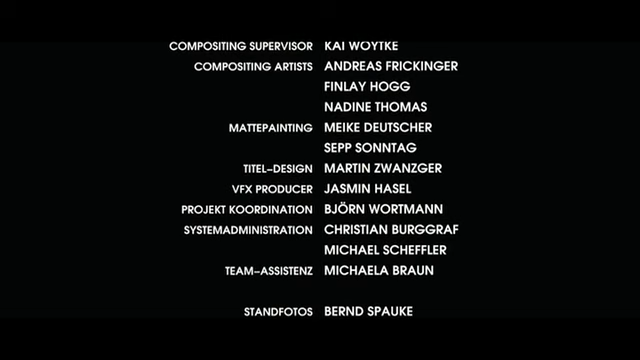 COMPOSITING SUPERVISOR KAI WOYTKE
COMPOSITING ARTISTS ANDREAS FRICKINGER
FINLAY HOGG
NADINE THOMAS
MATTEPAINTING MEIKE DEUTSCHER
SEPP SONNTAG
TITEL-DESIGN MARTIN ZWANZGER
VFX PRODUCER JASMIN HASEL
PROJEKT KOORDINATION BJÖRN WORTMANN
SYSTEMADMINISTRATION CHRISTIAN BURGGRAF
MICHAEL SCHEFFLER
TEAM-ASSISTENZ MICHAELA BRAUN
STANDFOTOS BERND SPAUKE